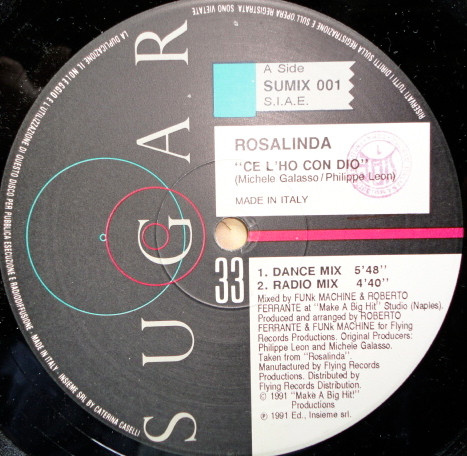 A Side
SUMIX 001
S.I.A.E.
ROSALINDA
"CE L'HO CON DIO"
(Michele Galasso/Philippe Leon)
MADE IN ITALY
33
1. DANCE MIX 5'48"
2. RADIO MIX 4'40"
Mixed by FUNk MACHINE & ROBERTO
FERRANTE at "Make A Big Hit" Studio (Naples).
Produced and arranged by ROBERTO
FERRANTE & FUNk MACHINE for Flying
Records Productions. Original Producers:
Philippe Leon and Michele Galasso.
Taken from "Rosalinda".
Manufactured by Flying Records
Productions. Distributed by
Flying Records Distribution.
© 1991 "Make A Big Hit!"
Productions
℗ 1991 Ed., Insieme srl.
SUGAR
RISERVATI TUTTI I DIRITTI SULLA REGISTRAZIONE E SULL'OPERA REGISTRATA SONO VIETATE
LA DUPLICAZIONE IL NOLEGGIO E L'UTILIZZAZIONE DI QUESTO DISCO PER PUBBLICA ESECUZIONE E RADIODIFFUSIONE - MADE IN ITALY - INSIEME SRL BY CATERINA CASELLI